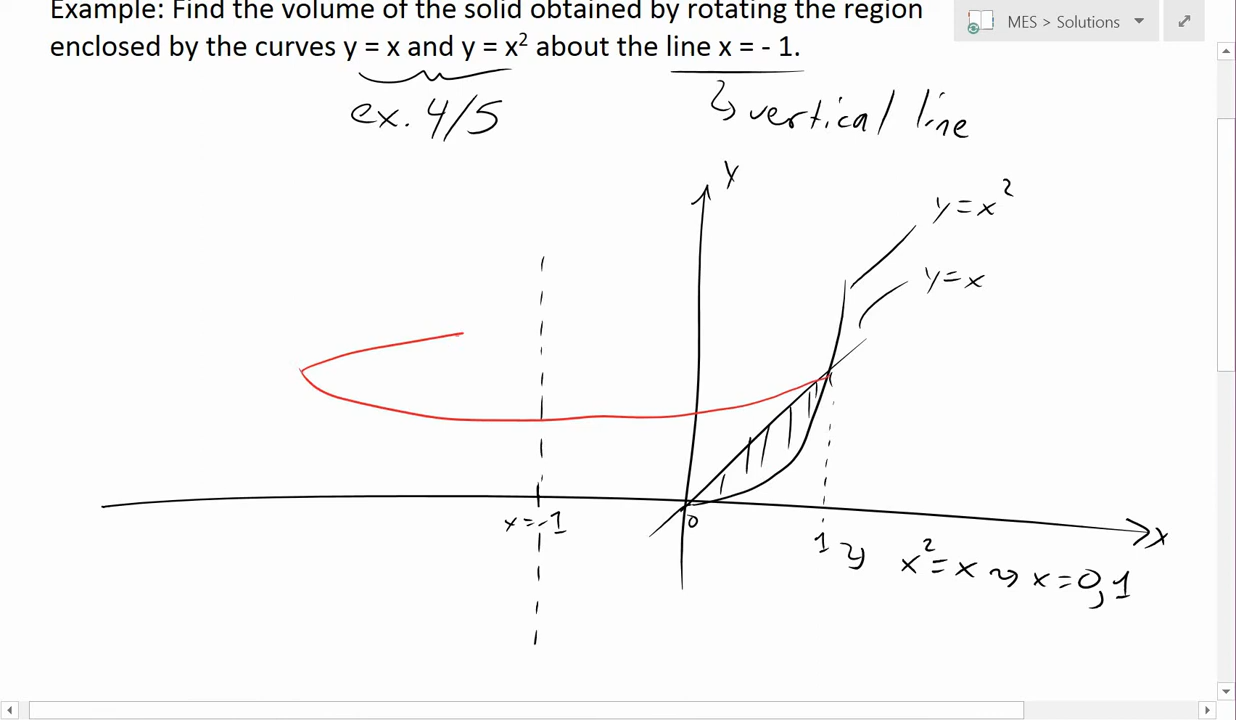 Example: Find the volume of the solid obtained by rotating the region
enclosed by the curves y = x and y = x² about the line x = - 1.
MES > Solutions
ex. 4/5
↳ vertical line
y
y = x²
y = x
x = -1
0
1
x² = x ⇝ x = 0, 1
x